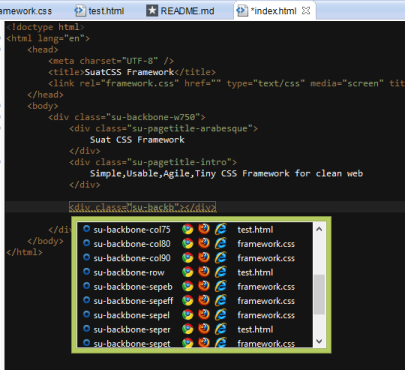 amework.css test.html README.md *index.html
<!doctype html>
<html lang="en">
<head>
<meta charset="UTF-8" />
<title>SuatCSS Framework</title>
<link rel="framework.css" href="" type="text/css" media="screen" tit
</head>
<body>
<div class="su-backbone-w750">
<div class="su-pagetitle-arabesque">
Suat CSS Framework
</div>
<div class="su-pagetitle-intro">
Simple,Usable,Agile,Tiny CSS Framework for clean web
</div>
<div class="su-backb"></div>
</di
</body>
</html>
su-backbone-col75 test.html
su-backbone-col80 framework.css
su-backbone-col90 framework.css
su-backbone-row test.html
su-backbone-sepeb framework.css
su-backbone-sepeff framework.css
su-backbone-sepel framework.css
su-backbone-seper test.html
su-backbone-sepet framework.css